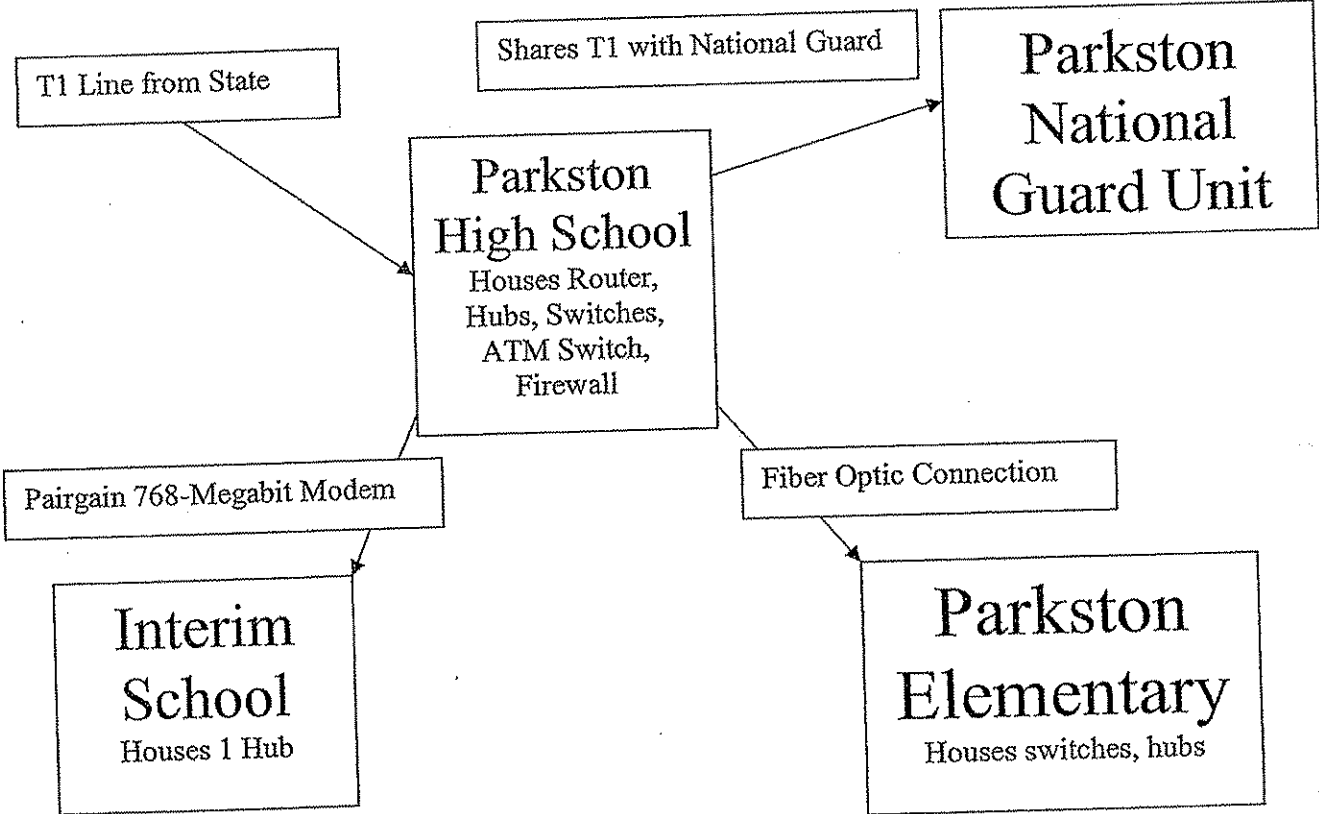 T1 Line from State
Shares T1 with National Guard
Parkston
National
Guard Unit
Parkston
High School
Houses Router,
Hubs, Switches,
ATM Switch,
Firewall
Pairgain 768-Megabit Modem
Fiber Optic Connection
Interim
School
Houses 1 Hub
Parkston
Elementary
Houses switches, hubs